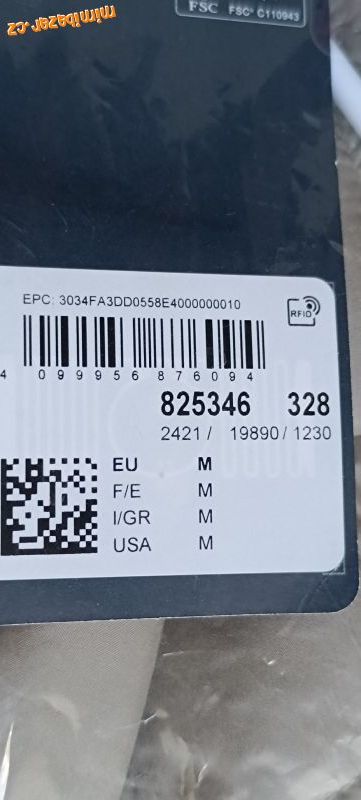 mimibazar.cz
FSC FSC® C110943
EPC: 3034FA3DD0558E4000000010
RFID
4 099956 876094
825346 328
2421 / 19890 / 1230
EU M
F/E M
I/GR M
USA M